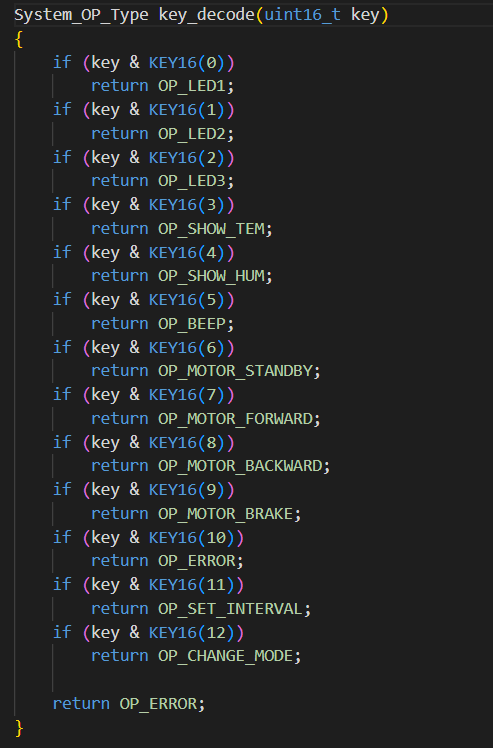 System_OP_Type key_decode(uint16_t key)
{
    if (key & KEY16(0))
        return OP_LED1;
    if (key & KEY16(1))
        return OP_LED2;
    if (key & KEY16(2))
        return OP_LED3;
    if (key & KEY16(3))
        return OP_SHOW_TEM;
    if (key & KEY16(4))
        return OP_SHOW_HUM;
    if (key & KEY16(5))
        return OP_BEEP;
    if (key & KEY16(6))
        return OP_MOTOR_STANDBY;
    if (key & KEY16(7))
        return OP_MOTOR_FORWARD;
    if (key & KEY16(8))
        return OP_MOTOR_BACKWARD;
    if (key & KEY16(9))
        return OP_MOTOR_BRAKE;
    if (key & KEY16(10))
        return OP_ERROR;
    if (key & KEY16(11))
        return OP_SET_INTERVAL;
    if (key & KEY16(12))
        return OP_CHANGE_MODE;

    return OP_ERROR;
}